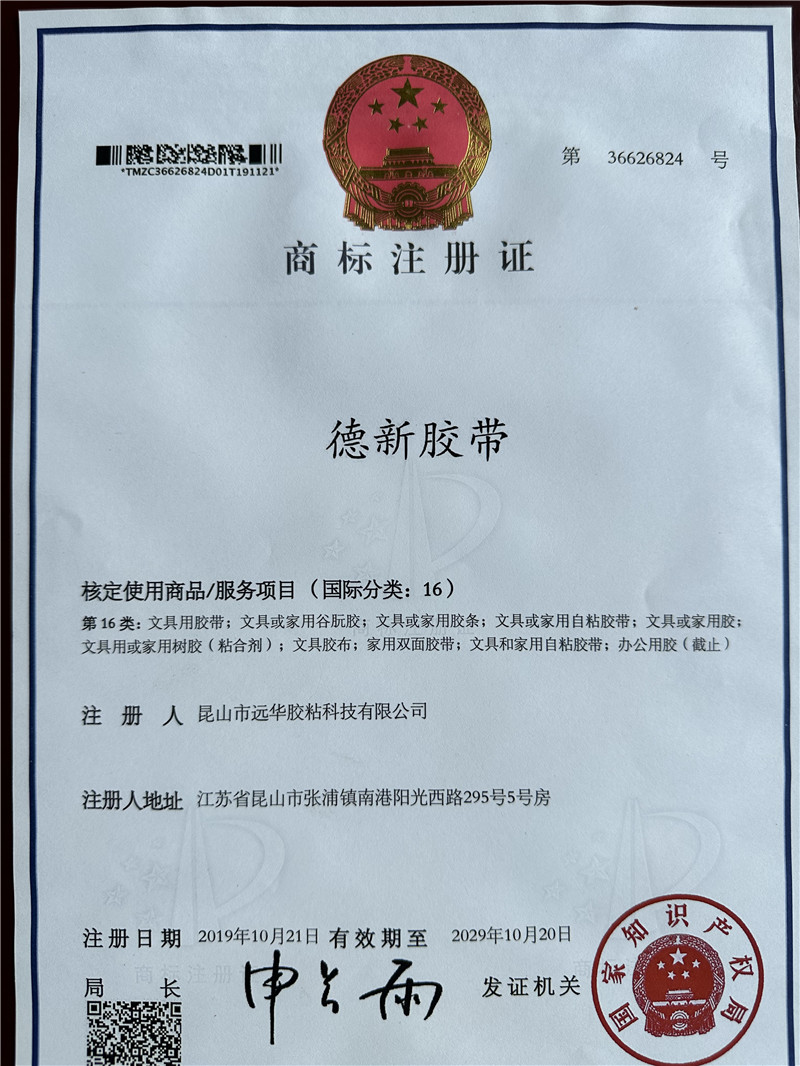 *TMZC36626824D01T191121*
第 36626824 号
商标注册证
德新胶带
核定使用商品/服务项目（国际分类：16）
第16类：文具用胶带；文具或家用谷朊胶；文具或家用胶条；文具或家用自粘胶带；文具或家用胶；
文具用或家用树胶（粘合剂）；文具胶布；家用双面胶带；文具和家用自粘胶带；办公用胶（截止）
注册人 昆山市远华胶粘科技有限公司
注册人地址 江苏省昆山市张浦镇南港阳光西路295号5号房
注册日期 2019年10月21日 有效期至 2029年10月20日
局长 申长雨 发证机关
国家知识产权局